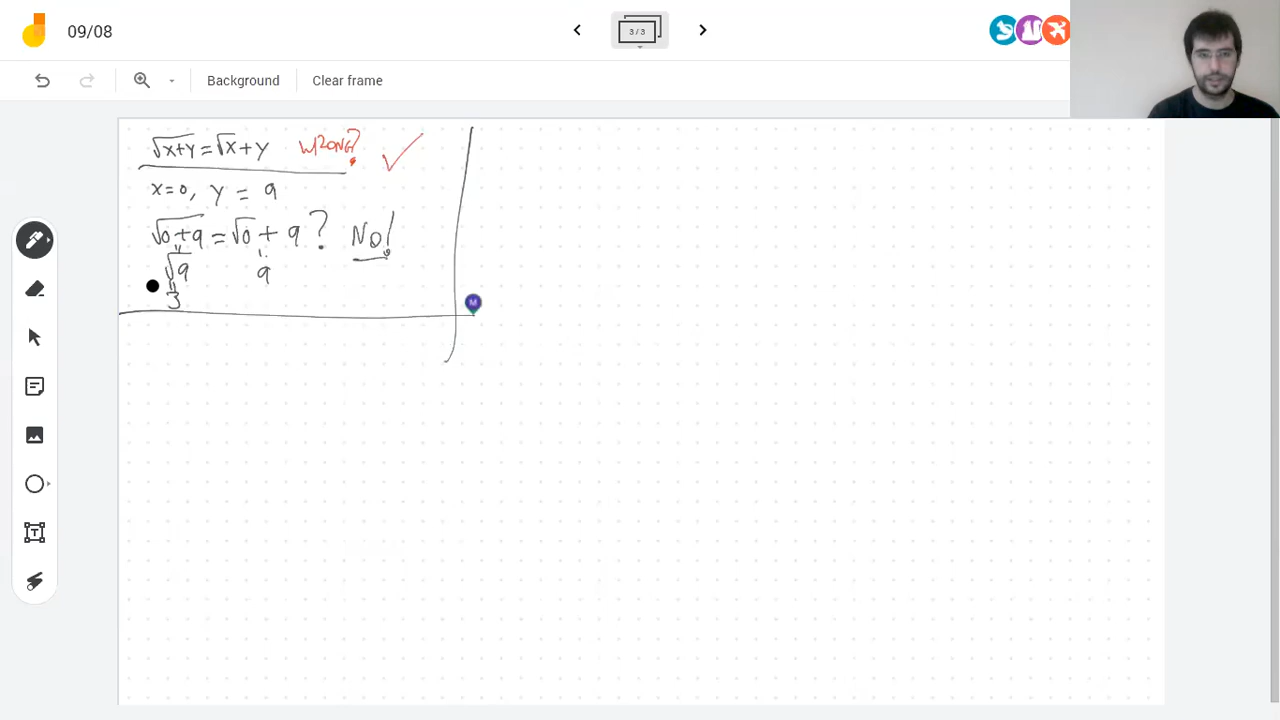 09/08
3 / 3
Background
Clear frame
√x+y = √x + y WRONG? ✓
x=0, y = 9
√0+9 = √0 + 9 ? NO!
√9 9
3
M